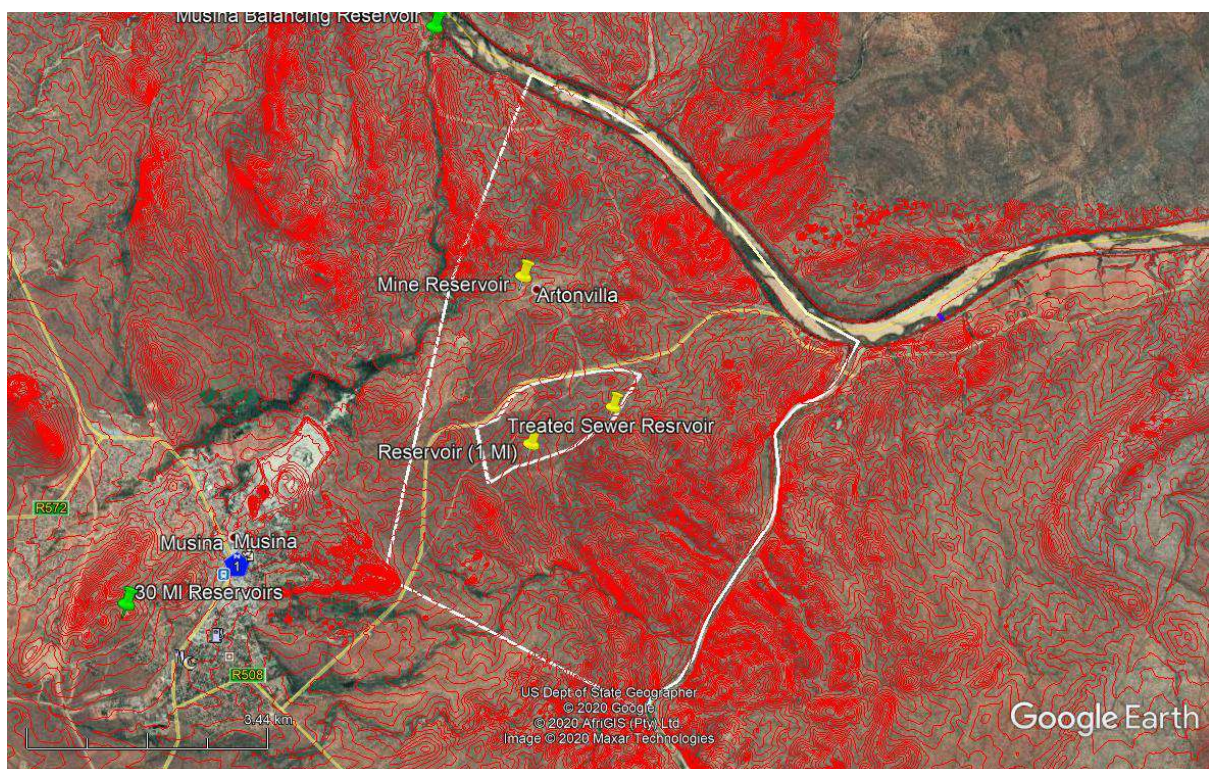 Musina Balancing Reservoir
Mine Reservoir
Artonvilla
Treated Sewer Resrvoir
Reservoir (1 Ml)
R572
Musina
Musina
1
30 Ml Reservoirs
R508
3.44 km
US Dept of State Geographer
© 2020 Google
© 2020 AfriGIS (Pty) Ltd.
Image © 2020 Maxar Technologies
Google Earth